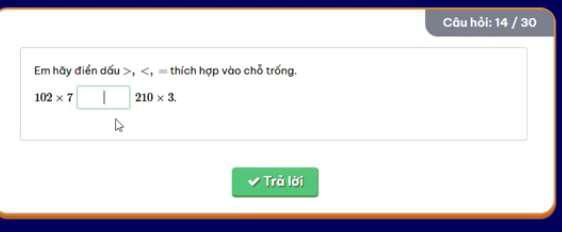 Câu hỏi: 14 / 30
Em hãy điền dấu >, <, = thích hợp vào chỗ trống.
102 × 7 210 × 3.
✓ Trả lời